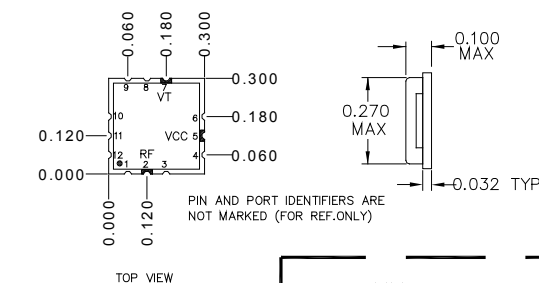 0.060
0.180
0.300
0.100
MAX
9 8 7
VT
0.300
10
6
0.180
0.270
MAX
0.120
11
VCC 5
12
RF
4
0.060
1 2 3
0.000
0.032 TYP
PIN AND PORT IDENTIFIERS ARE
NOT MARKED (FOR REF.ONLY)
0.000
0.120
TOP VIEW